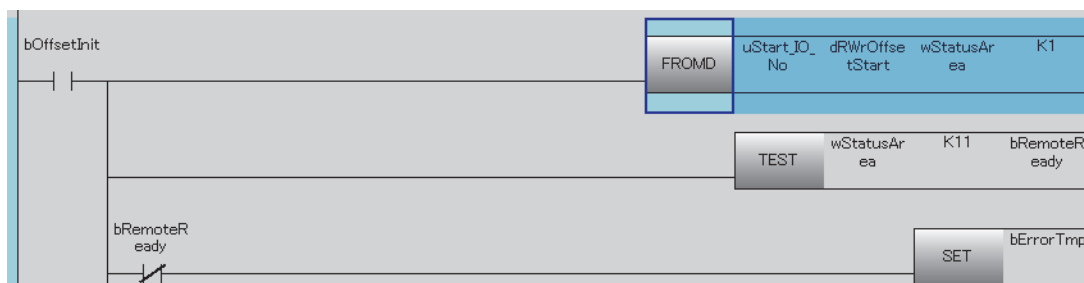 bOffsetInit
FROMD
uStart_IO_
No
dRWrOffse
tStart
wStatusAr
ea
K1
TEST
wStatusAr
ea
K11
bRemoteR
eady
bRemoteR
eady
SET
bErrorTmp